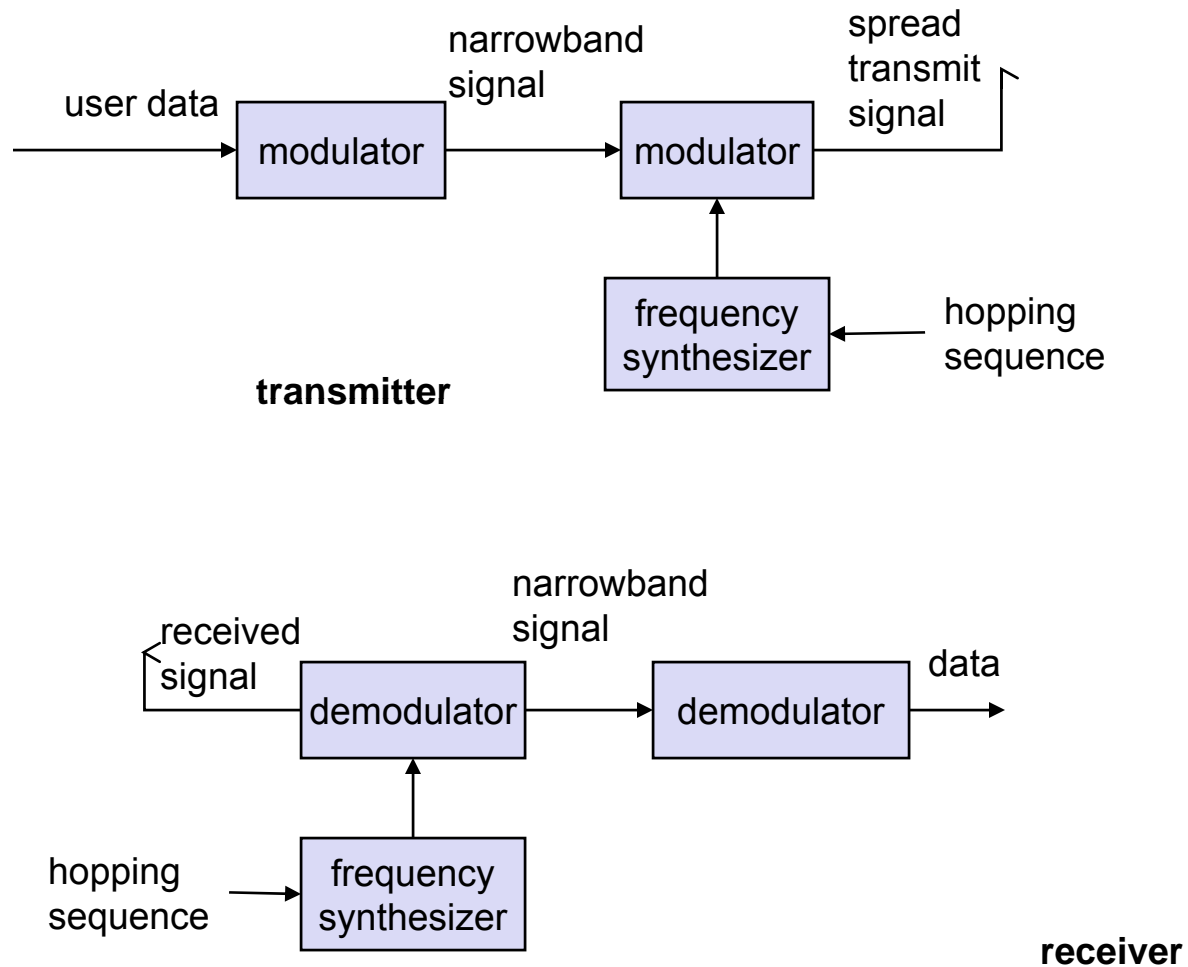 narrowband
signal
spread
transmit
signal
user data
modulator
modulator
frequency
synthesizer
hopping
sequence
transmitter
narrowband
signal
received
signal
data
demodulator
demodulator
hopping
sequence
frequency
synthesizer
receiver